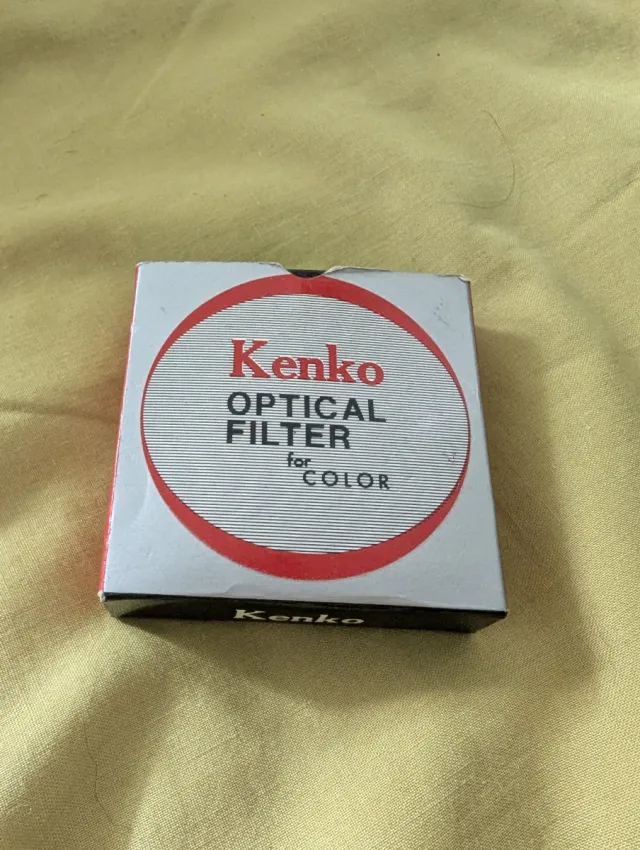 Kenko
OPTICAL
FILTER
for
COLOR
Kenko